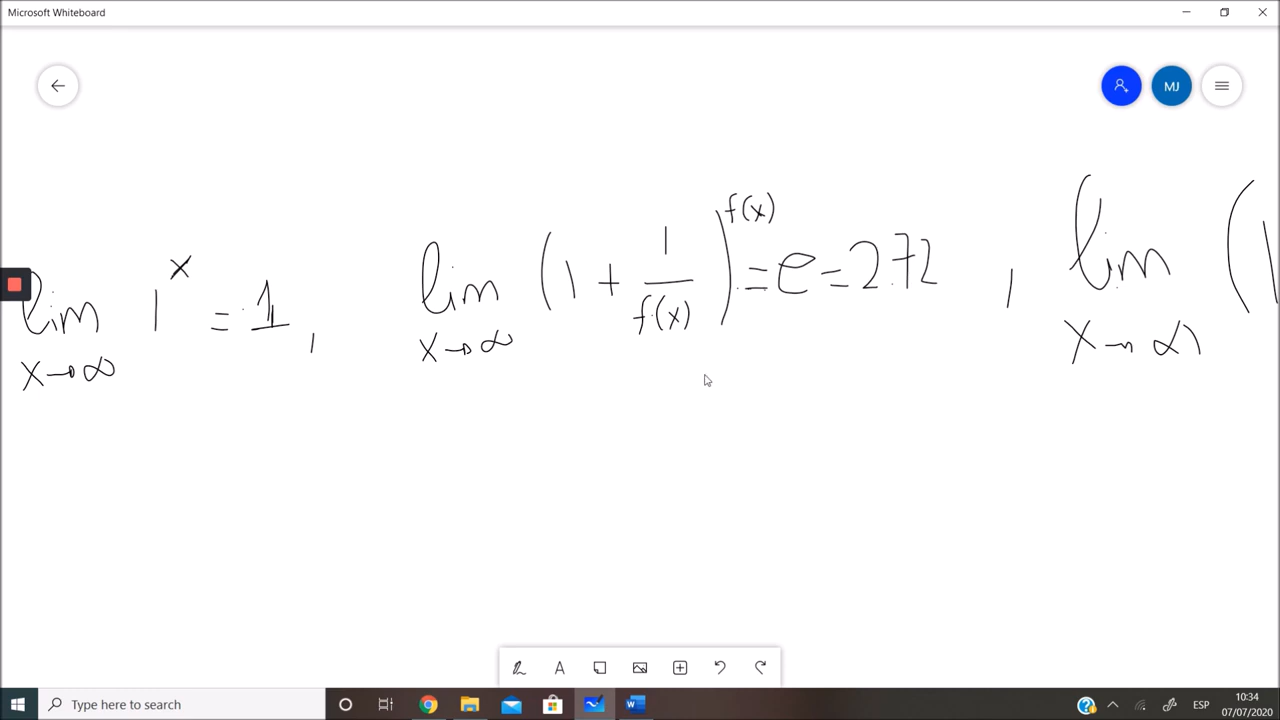 Microsoft Whiteboard
MJ
lim x→∞ 1^x = 1 , lim x→∞ (1 + 1/f(x))^f(x) = e = 2.72 , lim x→∞ (1
A
Type here to search
ESP
10:34
07/07/2020